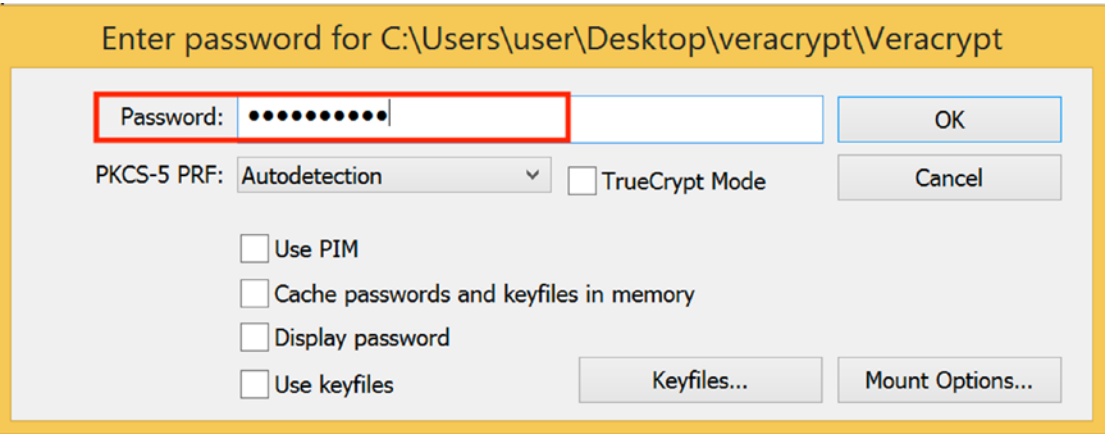 Enter password for C:\Users\user\Desktop\veracrypt\Veracrypt
Password: ●●●●●●●●●● OK
PKCS-5 PRF: Autodetection TrueCrypt Mode Cancel
Use PIM
Cache passwords and keyfiles in memory
Display password
Use keyfiles Keyfiles... Mount Options...